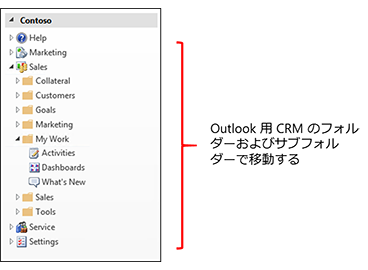 Contoso
Help
Marketing
Sales
Collateral
Customers
Goals
Marketing
My Work
Activities
Dashboards
What's New
Sales
Tools
Service
Settings
Outlook 用 CRM のフォル
ダーおよびサブフォル
ダーで移動する